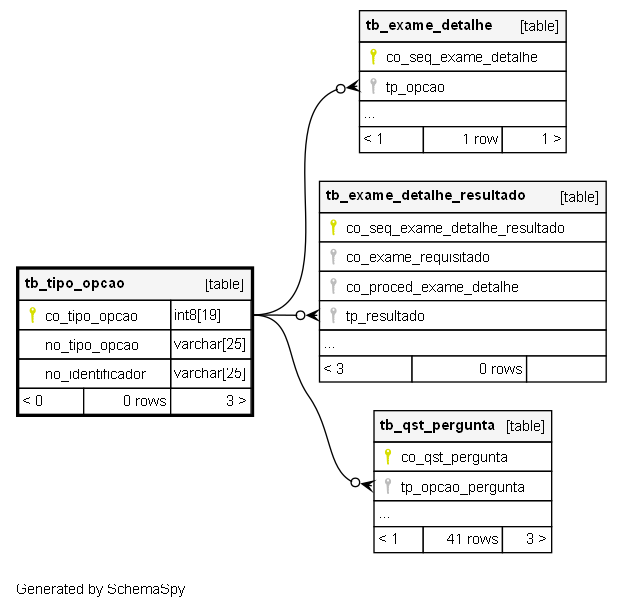 tb_exame_detalhe [table]
co_seq_exame_detalhe
tp_opcao
...
< 1 1 row 1 >
tb_exame_detalhe_resultado [table]
co_seq_exame_detalhe_resultado
co_exame_requisitado
co_proced_exame_detalhe
tp_resultado
...
< 3 0 rows
tb_tipo_opcao [table]
co_tipo_opcao int8[19]
no_tipo_opcao varchar[25]
no_identificador varchar[25]
< 0 0 rows 3 >
tb_qst_pergunta [table]
co_qst_pergunta
tp_opcao_pergunta
...
< 1 41 rows 3 >
Generated by SchemaSpy